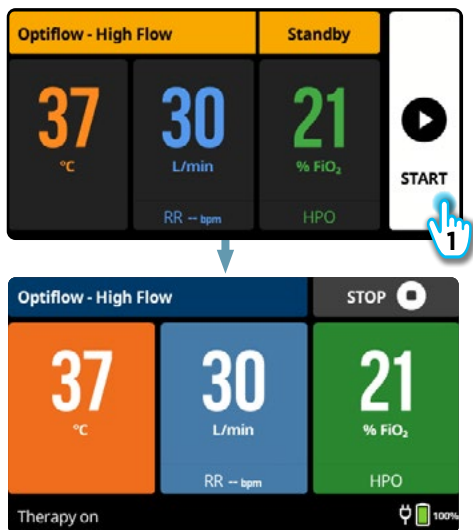 Optiflow - High Flow Standby
37 30 21
°C L/min % FiO₂
START
RR -- bpm HPO
1
Optiflow - High Flow STOP
37 30 21
°C L/min % FiO₂
RR -- bpm HPO
Therapy on 100%